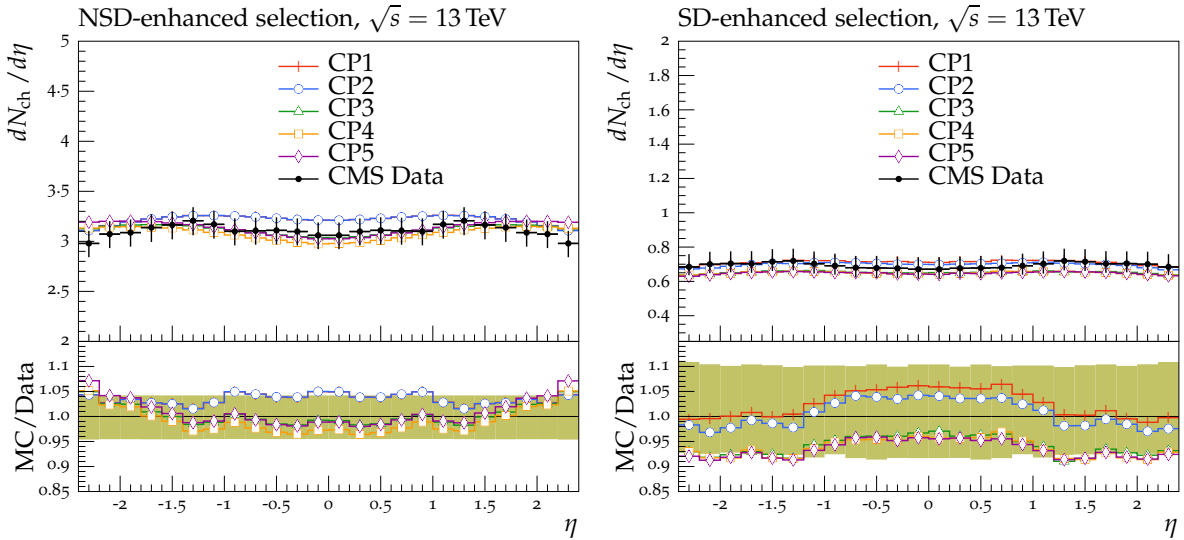 NSD-enhanced selection, √s = 13 TeV
dN_ch / dη
5
4.5
4
3.5
3
2.5
2
CP1
CP2
CP3
CP4
CP5
CMS Data
MC/Data
1.1
1.05
1.0
0.95
0.9
0.85
-2 -1.5 -1 -0.5 0 0.5 1 1.5 2
η
SD-enhanced selection, √s = 13 TeV
dN_ch / dη
2
1.8
1.6
1.4
1.2
1
0.8
0.6
0.4
CP1
CP2
CP3
CP4
CP5
CMS Data
MC/Data
1.1
1.05
1.0
0.95
0.9
0.85
-2 -1.5 -1 -0.5 0 0.5 1 1.5 2
η